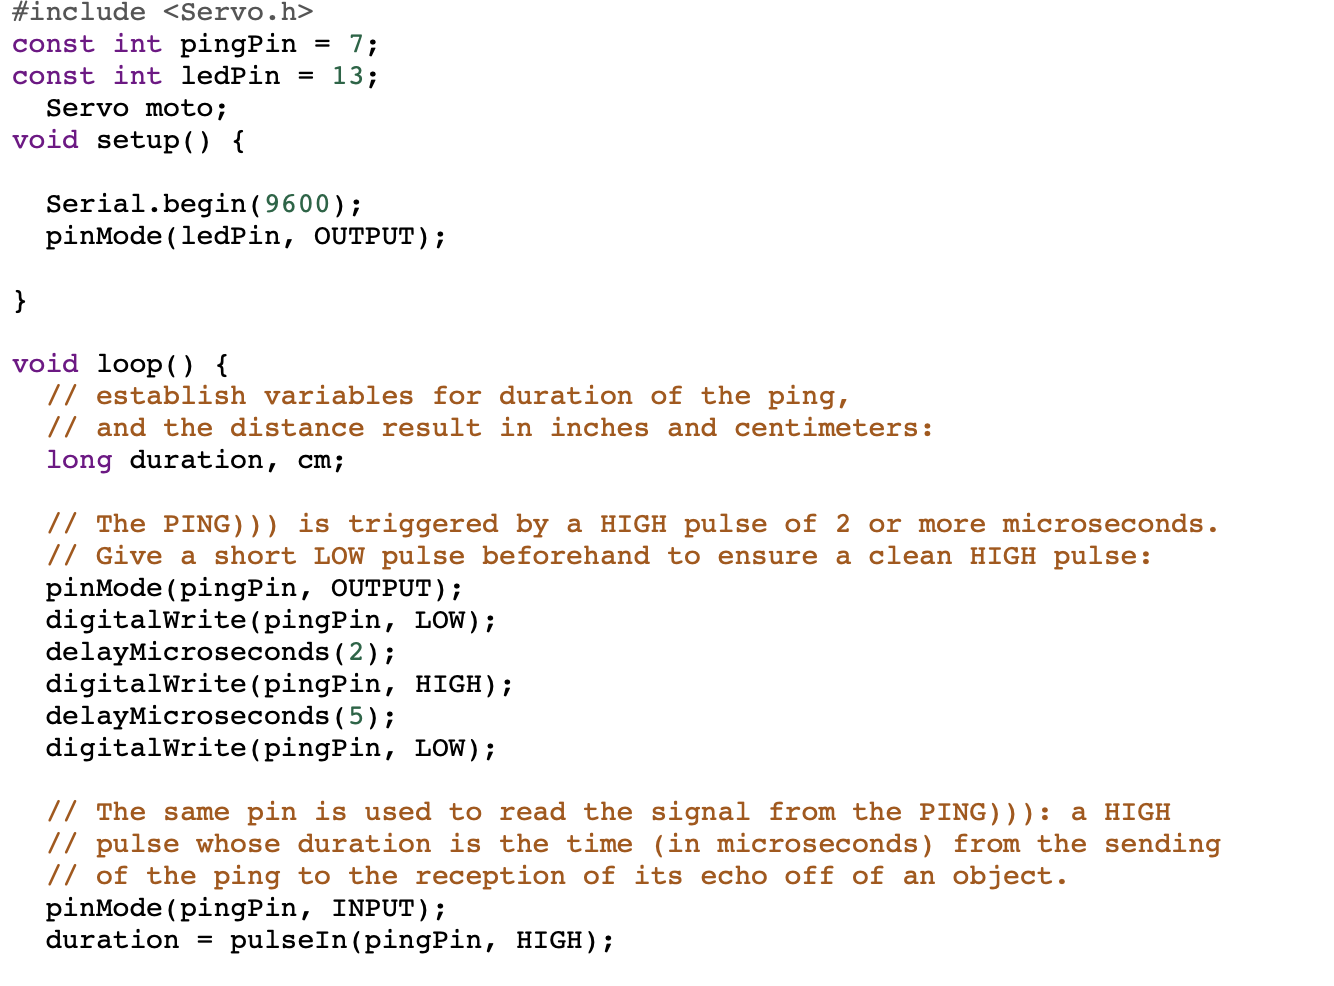 #include <Servo.h>
const int pingPin = 7;
const int ledPin = 13;
  Servo moto;
void setup() {

  Serial.begin(9600);
  pinMode(ledPin, OUTPUT);

}

void loop() {
  // establish variables for duration of the ping,
  // and the distance result in inches and centimeters:
  long duration, cm;

  // The PING))) is triggered by a HIGH pulse of 2 or more microseconds.
  // Give a short LOW pulse beforehand to ensure a clean HIGH pulse:
  pinMode(pingPin, OUTPUT);
  digitalWrite(pingPin, LOW);
  delayMicroseconds(2);
  digitalWrite(pingPin, HIGH);
  delayMicroseconds(5);
  digitalWrite(pingPin, LOW);

  // The same pin is used to read the signal from the PING))): a HIGH
  // pulse whose duration is the time (in microseconds) from the sending
  // of the ping to the reception of its echo off of an object.
  pinMode(pingPin, INPUT);
  duration = pulseIn(pingPin, HIGH);